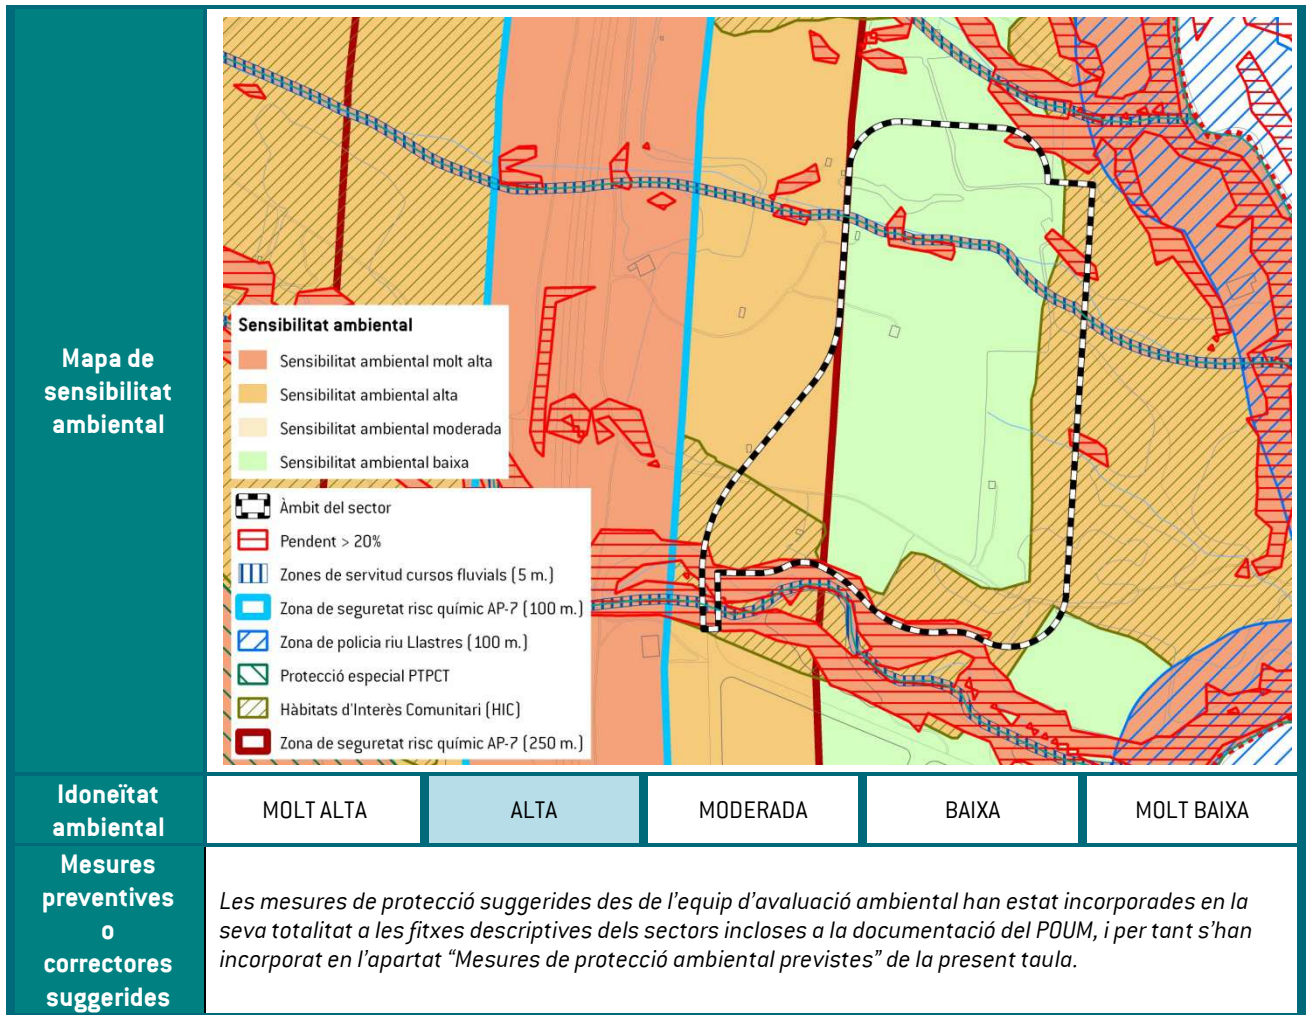 Mapa de
sensibilitat
ambiental
Sensibilitat ambiental
Sensibilitat ambiental molt alta
Sensibilitat ambiental alta
Sensibilitat ambiental moderada
Sensibilitat ambiental baixa
Àmbit del sector
Pendent > 20%
Zones de servitud cursos fluvials (5 m.)
Zona de seguretat risc químic AP-7 (100 m.)
Zona de policia riu Llastres (100 m.)
Protecció especial PTPCT
Hàbitats d'Interès Comunitari (HIC)
Zona de seguretat risc químic AP-7 (250 m.)
Idoneïtat
ambiental
MOLT ALTA
ALTA
MODERADA
BAIXA
MOLT BAIXA
Mesures
preventives
o
correctores
suggerides
Les mesures de protecció suggerides des de l'equip d'avaluació ambiental han estat incorporades en la
seva totalitat a les fitxes descriptives dels sectors incloses a la documentació del POUM, i per tant s'han
incorporat en l'apartat "Mesures de protecció ambiental previstes" de la present taula.